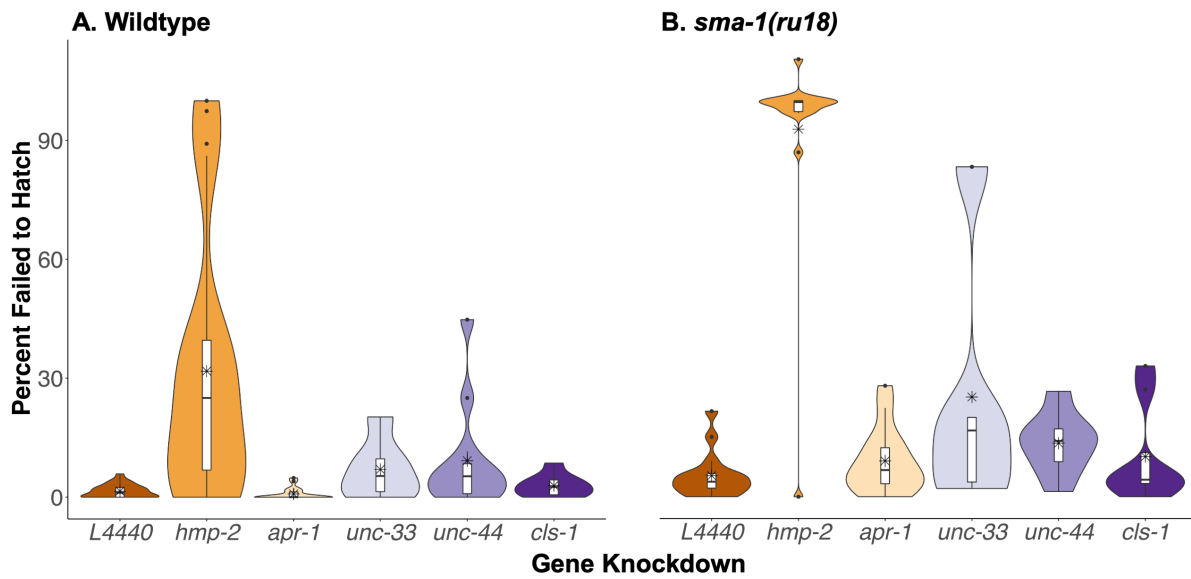 A. Wildtype
B. sma-1(ru18)
Percent Failed to Hatch
90
60
30
0
L4440 hmp-2 apr-1 unc-33 unc-44 cls-1
L4440 hmp-2 apr-1 unc-33 unc-44 cls-1
Gene Knockdown